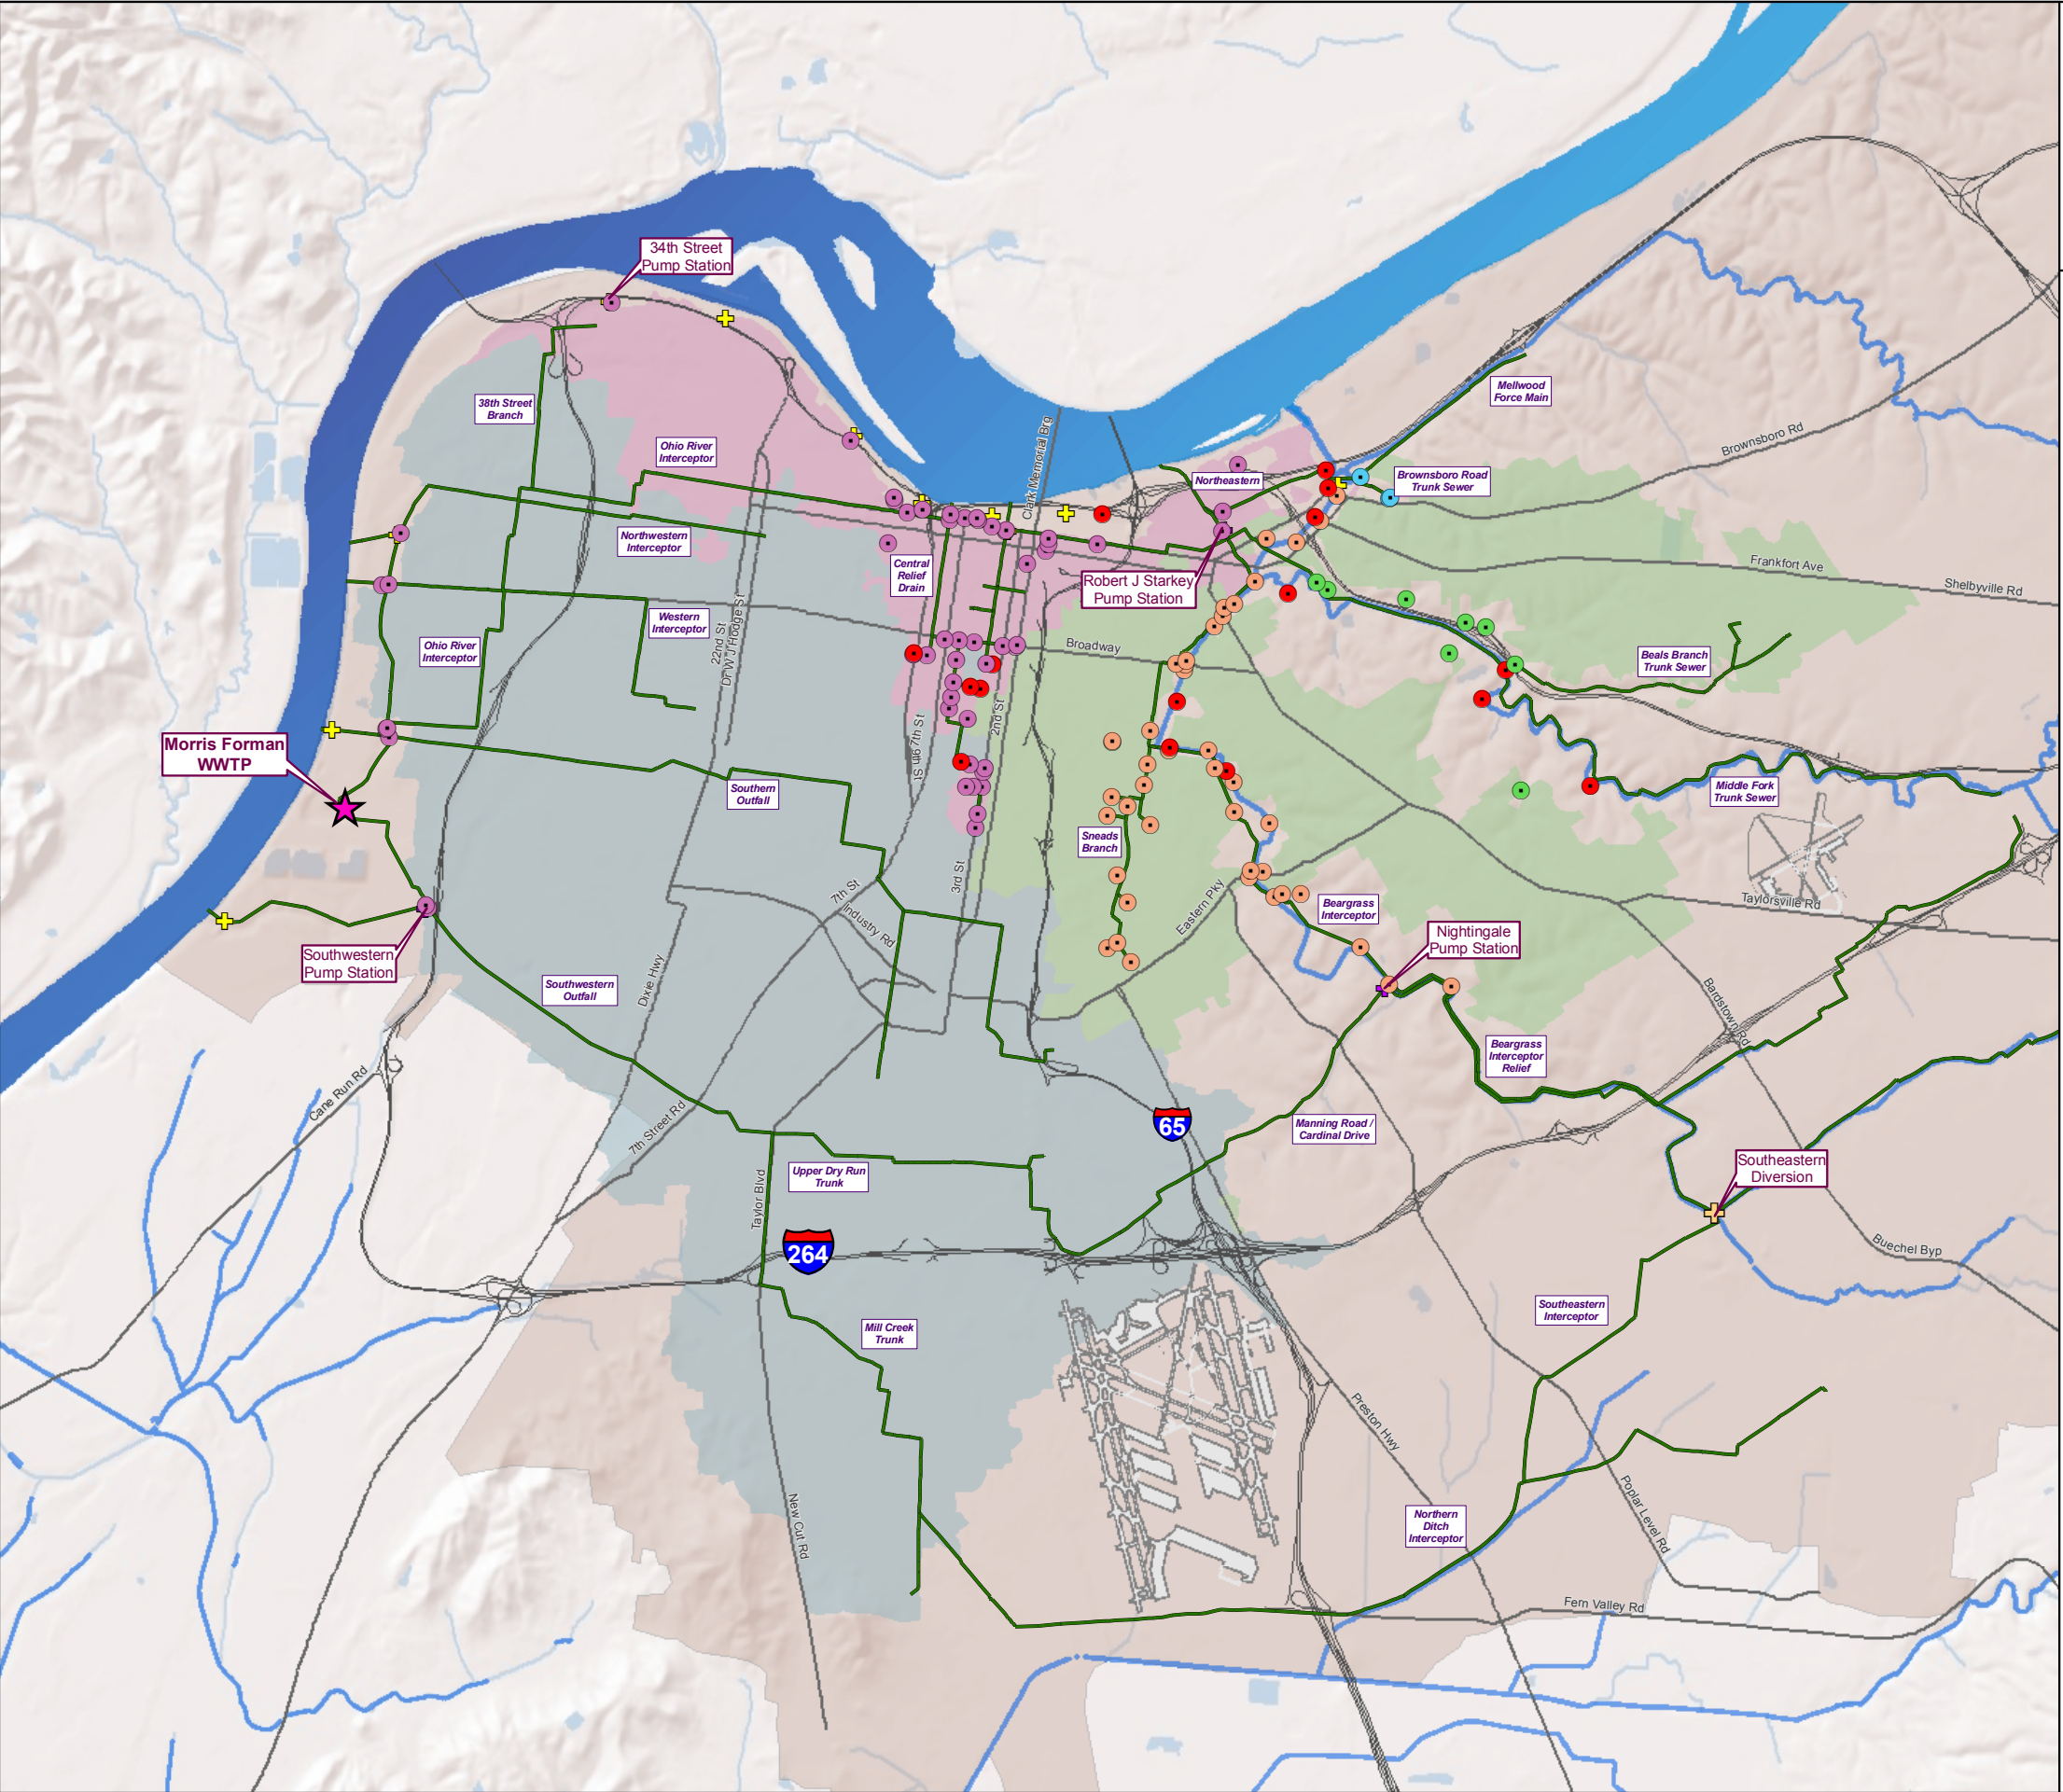 34th Street
Pump Station
38th Street
Branch
Ohio River
Interceptor
Clark Memorial Brg
Mellwood
Force Main
Brownsboro Rd
Northeastern
Brownsboro Road
Trunk Sewer
Northwestern
Interceptor
Central
Relief
Drain
Robert J Starkey
Pump Station
Frankfort Ave
Shelbyville Rd
Western
Interceptor
Ohio River
Interceptor
22nd St
Dr W J Hodge St
Broadway
Beals Branch
Trunk Sewer
2nd St
Morris Forman
WWTP
Southern
Outfall
Middle Fork
Trunk Sewer
Sneads
Branch
3rd St
7th St
Industry Rd
Eastern Pky
Beargrass
Interceptor
Taylorsville Rd
Nightingale
Pump Station
Southwestern
Pump Station
Southwestern
Outfall
Dixie Hwy
Bardstown Rd
Beargrass
Interceptor
Relief
Cane Run Rd
7th Street Rd
65
Manning Road /
Cardinal Drive
Upper Dry Run
Trunk
Taylor Blvd
Southeastern
Diversion
264
Buechel Byp
Southeastern
Interceptor
Mill Creek
Trunk
Preston Hwy
New Cut Rd
Northern
Ditch
Interceptor
Poplar Level Rd
Fern Valley Rd